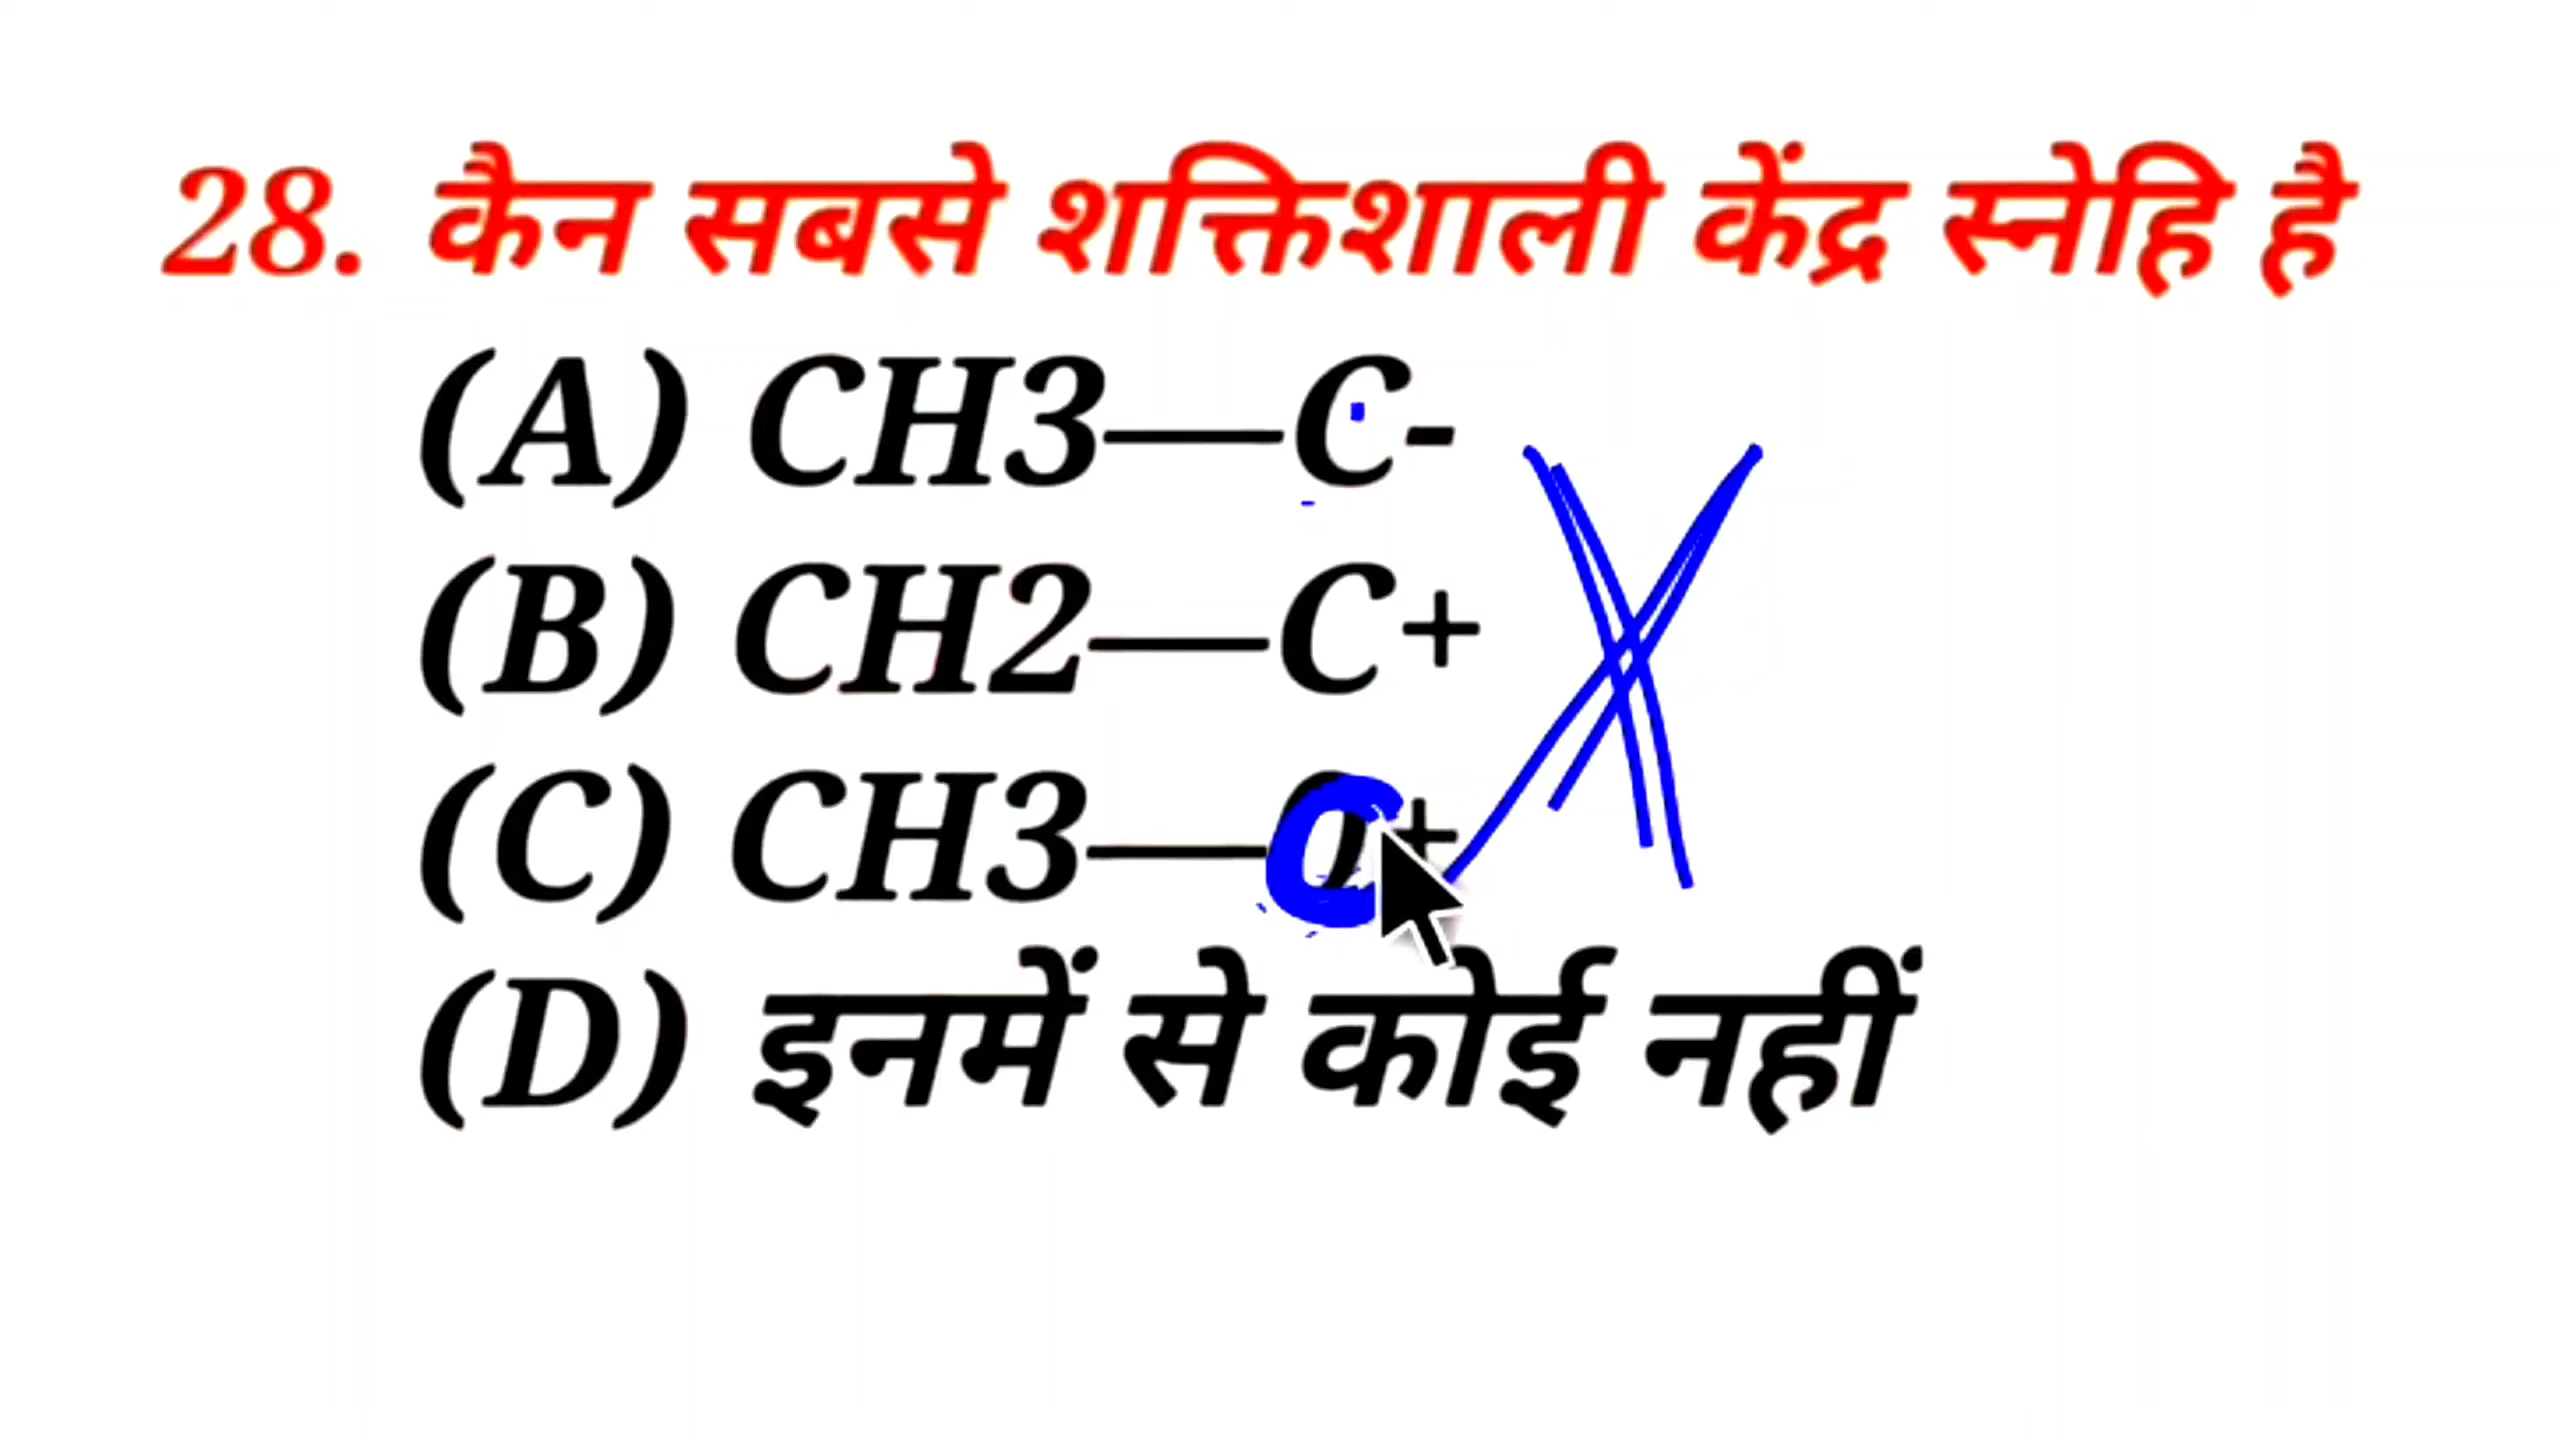 28. कैन सबसे शक्तिशाली केंद्र स्नेहि है
(A) CH3—C-
(B) CH2—C+
(C) CH3—C+
(D) इनमें से कोई नहीं